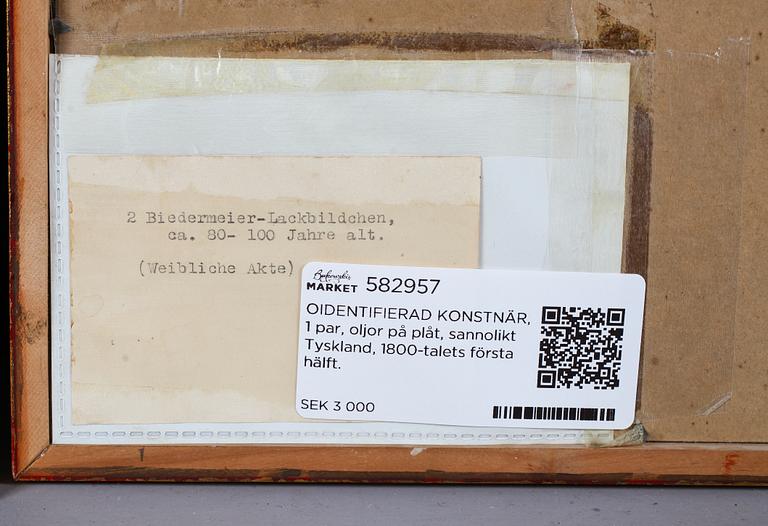 2 Biedermeier-Lackbildchen,
ca. 80- 100 Jahre alt.
(Weibliche Akte)
Bukowskis
MARKET 582957
OIDENTIFIERAD KONSTNÄR,
1 par, oljor på plåt, sannolikt
Tyskland, 1800-talets första
hälft.
SEK 3 000